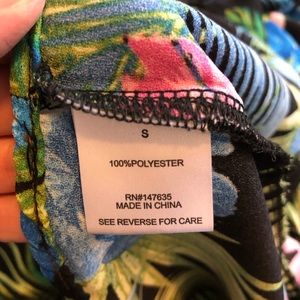 S
100%POLYESTER
RN#147635
MADE IN CHINA
SEE REVERSE FOR CARE